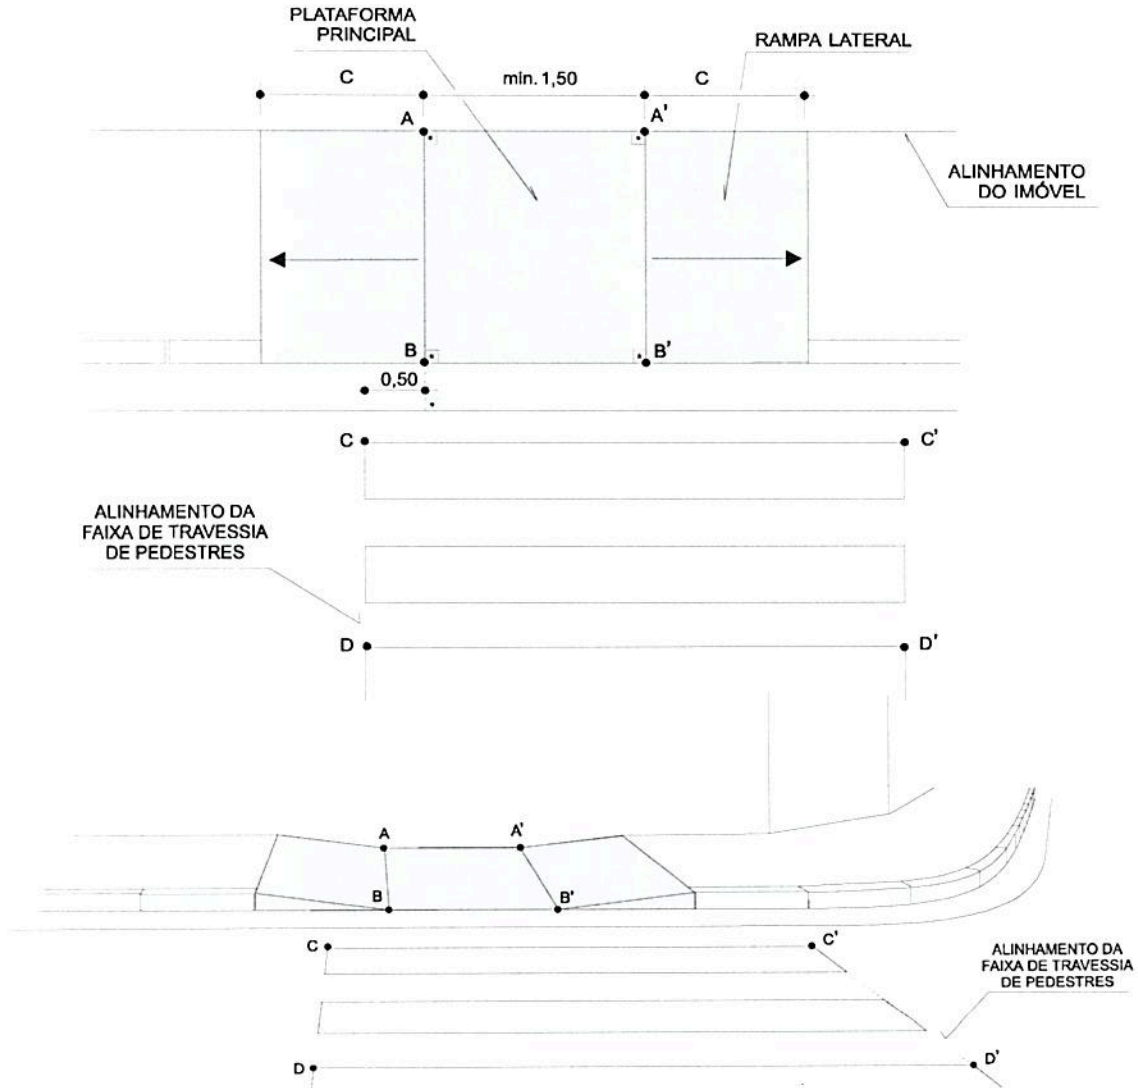 PLATAFORMA
PRINCIPAL
RAMPA LATERAL
C
min. 1,50
C
A
A'
ALINHAMENTO
DO IMÓVEL
B
B'
0,50
C
C'
ALINHAMENTO DA
FAIXA DE TRAVESSIA
DE PEDESTRES
D
D'
A
A'
B
B'
C
C'
ALINHAMENTO DA
FAIXA DE TRAVESSIA
DE PEDESTRES
D
D'